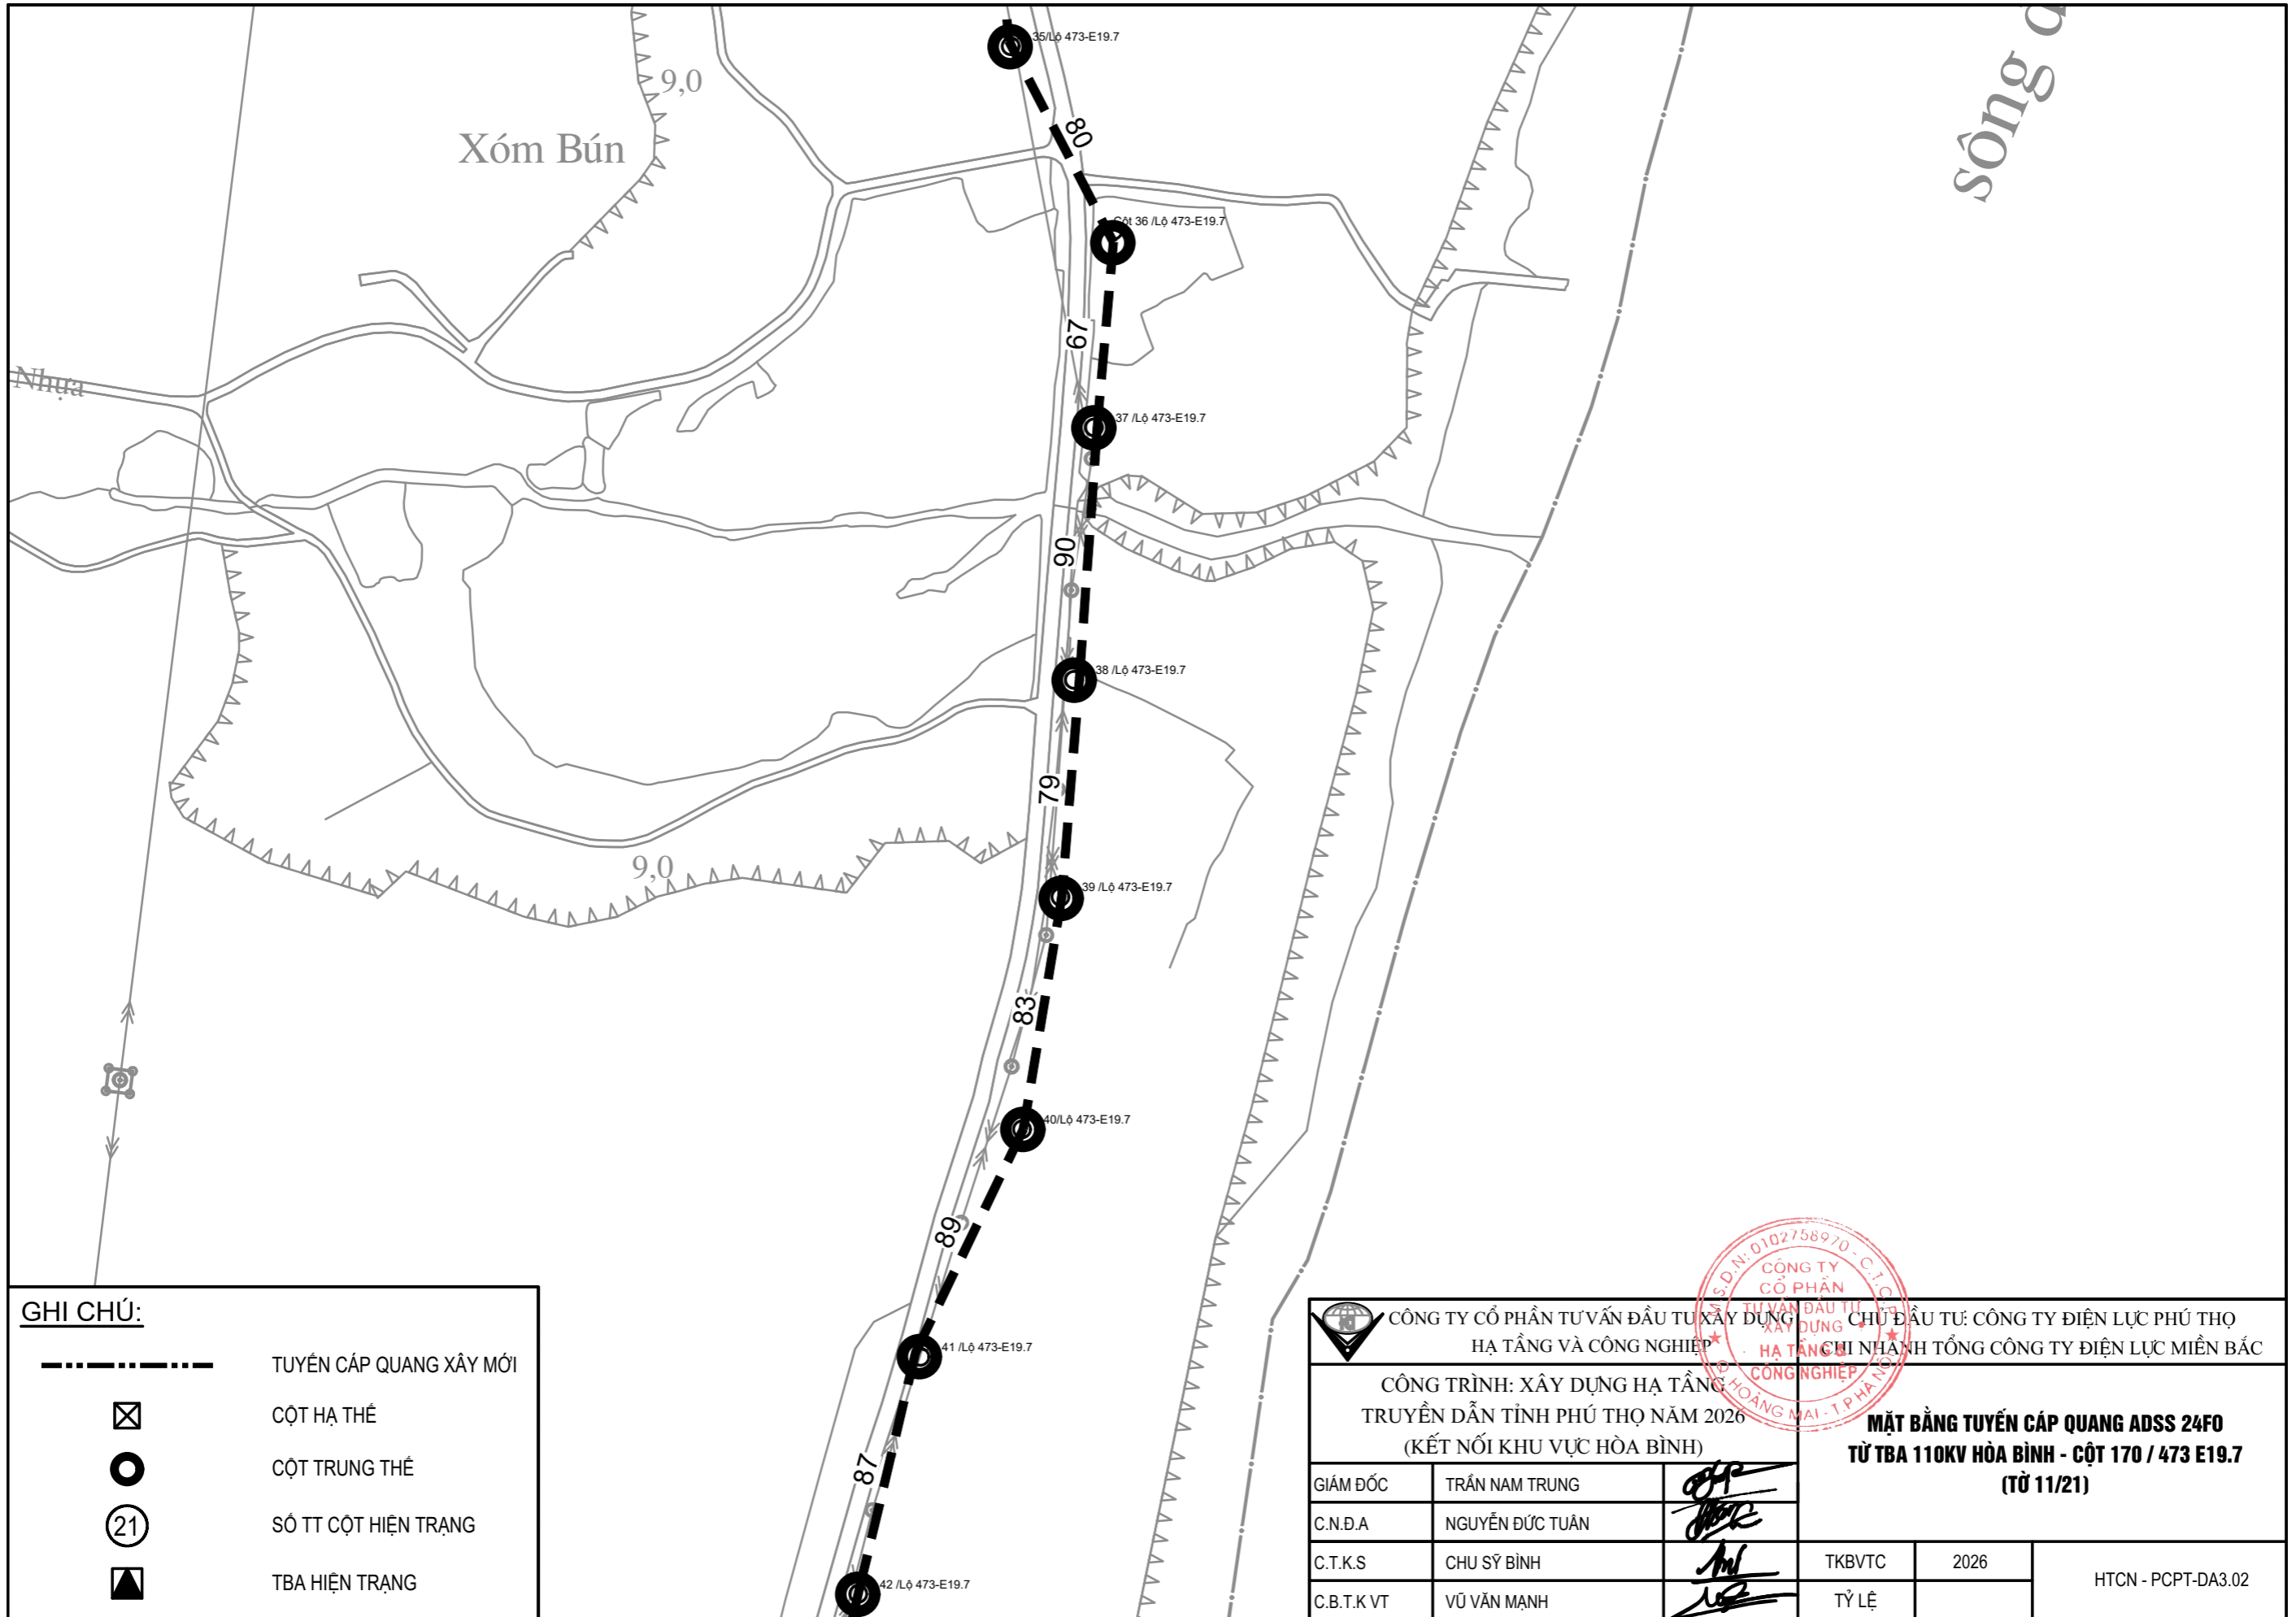 35/Lộ 473-E19.7
9,0
Xóm Bún
80
Cột 36 /Lộ 473-E19.7
67
Nhựa
37 /Lộ 473-E19.7
90
38 /Lộ 473-E19.7
79
9,0
39 /Lộ 473-E19.7
83
40/Lộ 473-E19.7
89
41 /Lộ 473-E19.7
87
42 /Lộ 473-E19.7
sông
GHI CHÚ:
TUYẾN CÁP QUANG XÂY MỚI
CỘT HẠ THẾ
CỘT TRUNG THẾ
21 SỐ TT CỘT HIỆN TRẠNG
TBA HIỆN TRẠNG
CÔNG TY CỔ PHẦN TƯ VẤN ĐẦU TƯ XÂY DỰNG
HẠ TẦNG VÀ CÔNG NGHIỆP
CHỦ ĐẦU TƯ: CÔNG TY ĐIỆN LỰC PHÚ THỌ
CHI NHÁNH TỔNG CÔNG TY ĐIỆN LỰC MIỀN BẮC
M.S.D.N: 0102758970 - C.T.C.P
CÔNG TY
CỔ PHẦN
TƯ VẤN ĐẦU TƯ
XÂY DỰNG
HẠ TẦNG &
CÔNG NGHIỆP
Q. HOÀNG MAI - T.P HÀ NỘI
CÔNG TRÌNH: XÂY DỰNG HẠ TẦNG
TRUYỀN DẪN TỈNH PHÚ THỌ NĂM 2026
(KẾT NỐI KHU VỰC HÒA BÌNH)
MẶT BẰNG TUYẾN CÁP QUANG ADSS 24FO
TỪ TBA 110KV HÒA BÌNH - CỘT 170 / 473 E19.7
(TỜ 11/21)
GIÁM ĐỐC TRẦN NAM TRUNG
C.N.Đ.A NGUYỄN ĐỨC TUÂN
C.T.K.S CHU SỸ BÌNH
TKBVTC 2026
C.B.T.K VT VŨ VĂN MẠNH
TỶ LỆ
HTCN - PCPT-DA3.02